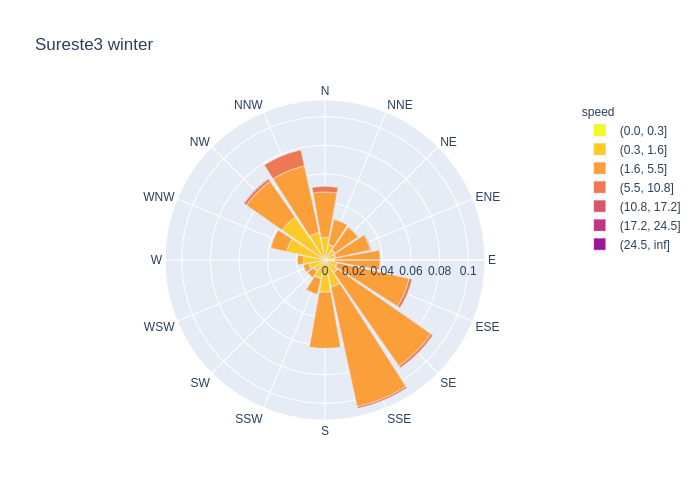 Sureste3 winter
N
NNE
NE
ENE
E
ESE
SE
SSE
S
SSW
SW
WSW
W
WNW
NW
NNW
0
0.02
0.04
0.06
0.08
0.1
speed
(0.0, 0.3]
(0.3, 1.6]
(1.6, 5.5]
(5.5, 10.8]
(10.8, 17.2]
(17.2, 24.5]
(24.5, inf]